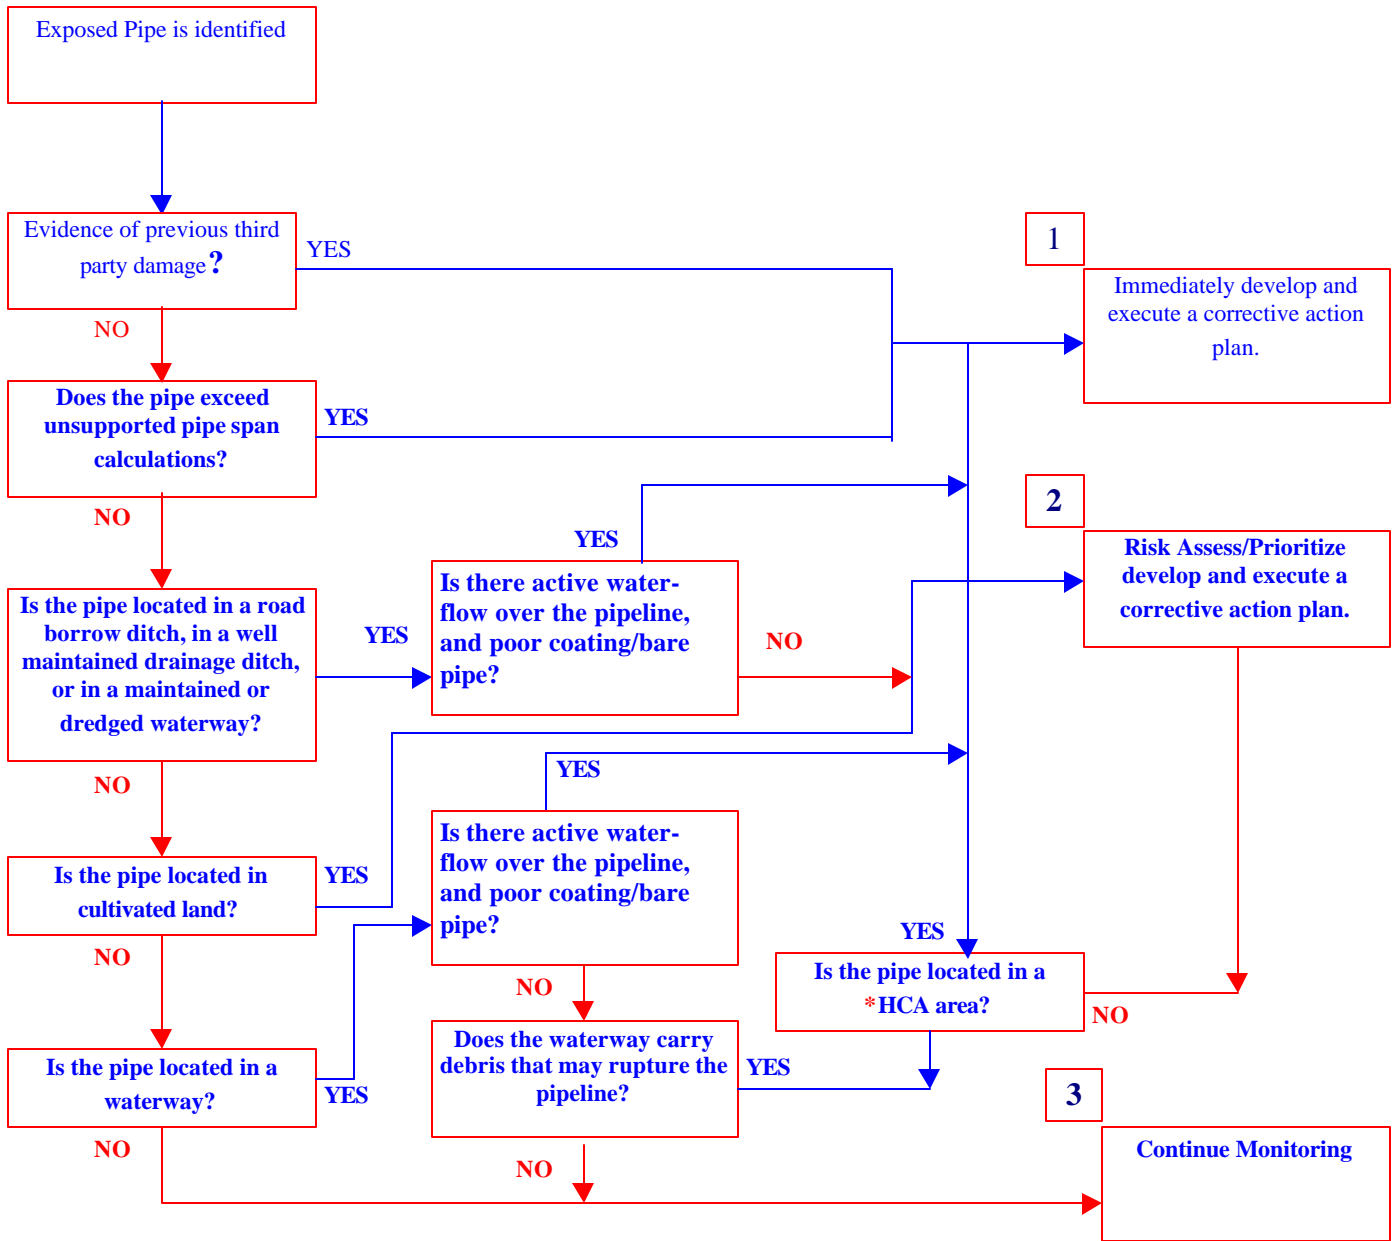 Exposed Pipe is identified
Evidence of previous third
party damage?
YES
NO
1
Immediately develop and
execute a corrective action
plan.
Does the pipe exceed
unsupported pipe span
calculations?
YES
NO
2
Risk Assess/Prioritize
develop and execute a
corrective action plan.
Is the pipe located in a road
borrow ditch, in a well
maintained drainage ditch,
or in a maintained or
dredged waterway?
YES
NO
YES
Is there active water-
flow over the pipeline,
and poor coating/bare
pipe?
NO
Is the pipe located in
cultivated land?
YES
NO
YES
Is there active water-
flow over the pipeline,
and poor coating/bare
pipe?
NO
YES
Is the pipe located in a
*HCA area?
NO
Is the pipe located in a
waterway?
YES
NO
Does the waterway carry
debris that may rupture the
pipeline?
YES
NO
3
Continue Monitoring